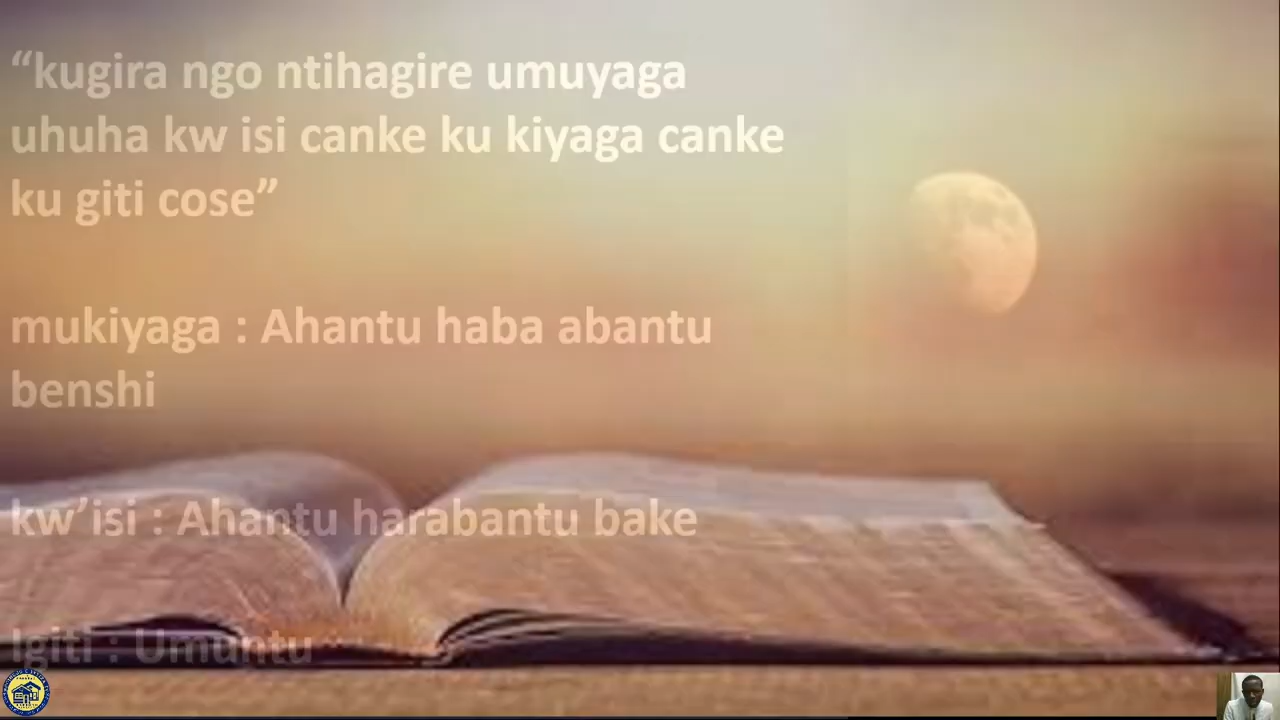 “kugira ngo ntihagire umuyaga
uhuha kw isi canke ku kiyaga canke
ku giti cose”
mukiyaga : Ahantu haba abantu
benshi
kw’isi : Ahantu harabantu bake
Igiti : Umuntu